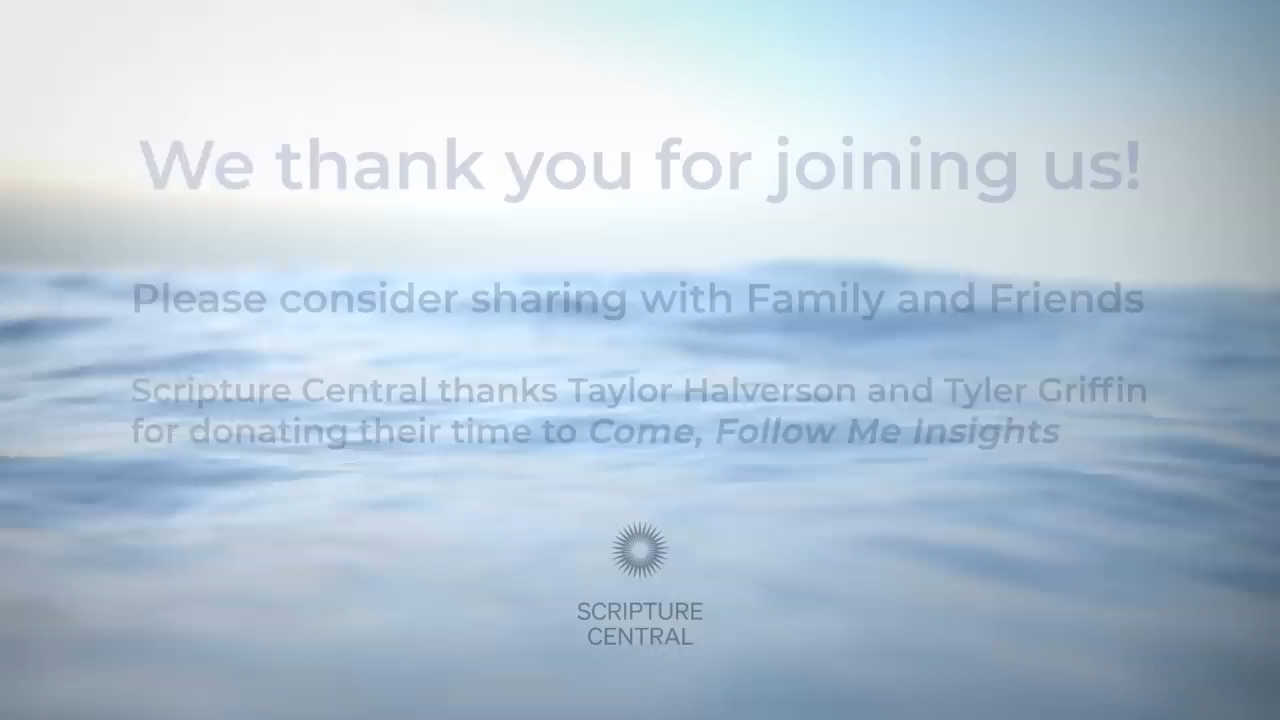 We thank you for joining us!
Please consider sharing with Family and Friends
Scripture Central thanks Taylor Halverson and Tyler Griffin
for donating their time to Come, Follow Me Insights
SCRIPTURE
CENTRAL